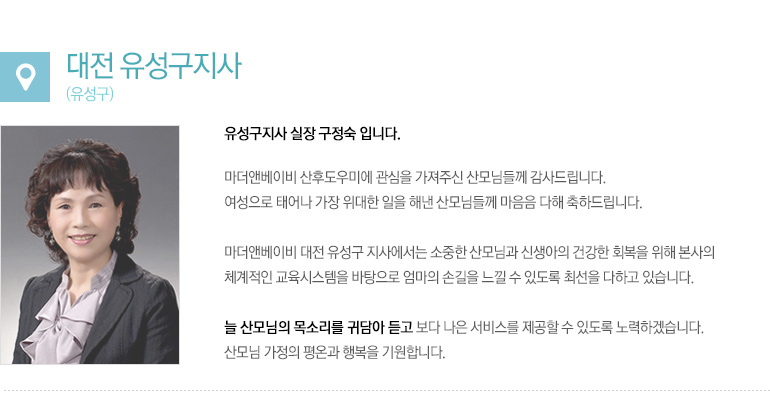 대전 유성구지사
(유성구)
유성구지사 실장 구정숙 입니다.
마더앤베이비 산후도우미에 관심을 가져주신 산모님들께 감사드립니다.
여성으로 태어나 가장 위대한 일을 해낸 산모님들께 마음음 다해 축하드립니다.
마더앤베이비 대전 유성구 지사에서는 소중한 산모님과 신생아의 건강한 회복을 위해 본사의
체계적인 교육시스템을 바탕으로 엄마의 손길을 느낄 수 있도록 최선을 다하고 있습니다.
늘 산모님의 목소리를 귀담아 듣고 보다 나은 서비스를 제공할 수 있도록 노력하겠습니다.
산모님 가정의 평온과 행복을 기원합니다.